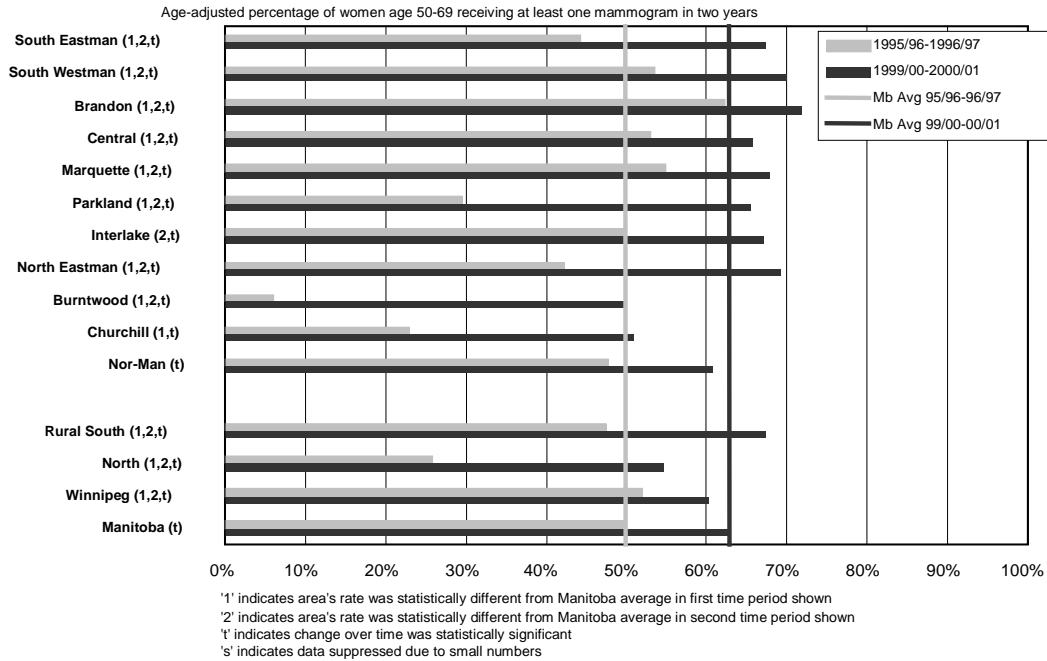 Age-adjusted percentage of women age 50-69 receiving at least one mammogram in two years
South Eastman (1,2,t)
South Westman (1,2,t)
Brandon (1,2,t)
Central (1,2,t)
Marquette (1,2,t)
Parkland (1,2,t)
Interlake (2,t)
North Eastman (1,2,t)
Burntwood (1,2,t)
Churchill (1,t)
Nor-Man (t)
Rural South (1,2,t)
North (1,2,t)
Winnipeg (1,2,t)
Manitoba (t)
1995/96-1996/97
1999/00-2000/01
Mb Avg 95/96-96/97
Mb Avg 99/00-00/01
0% 10% 20% 30% 40% 50% 60% 70% 80% 90% 100%
'1' indicates area's rate was statistically different from Manitoba average in first time period shown
'2' indicates area's rate was statistically different from Manitoba average in second time period shown
't' indicates change over time was statistically significant
's' indicates data suppressed due to small numbers